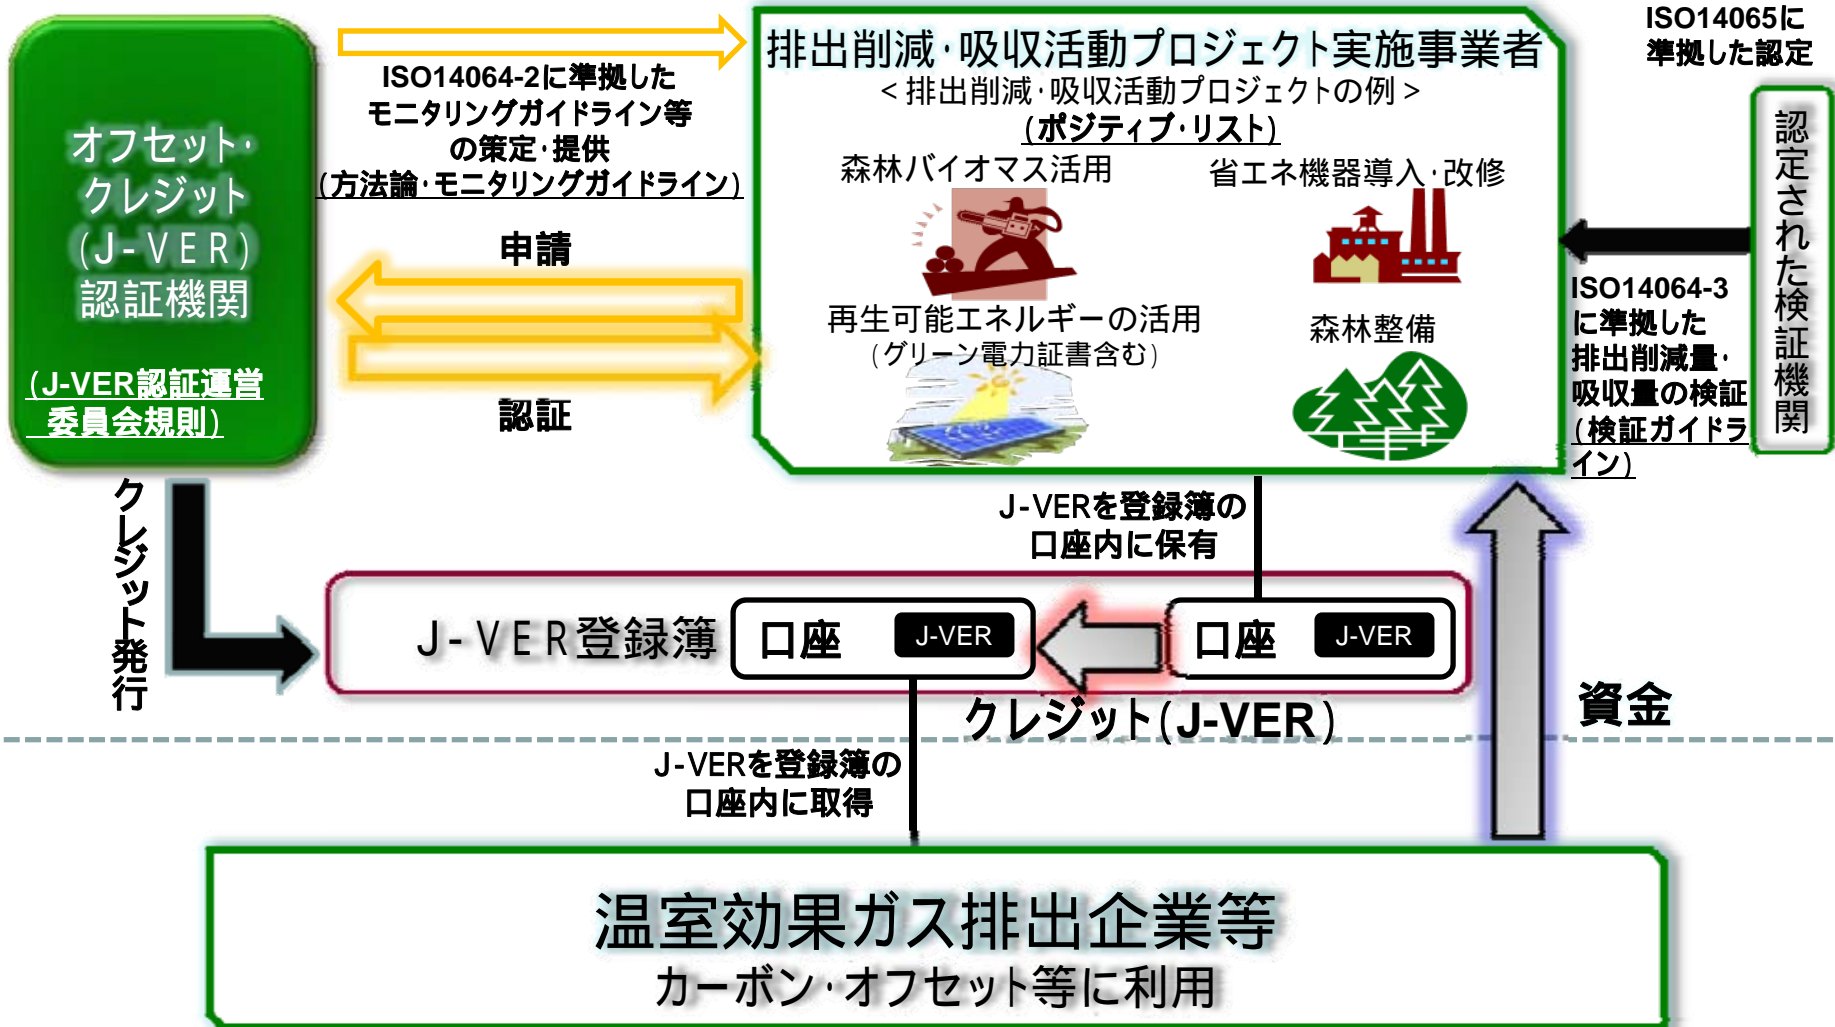 オフセット・
クレジット
(J-VER)
認証機関
(J-VER認証運営
委員会規則)
ISO14064-2に準拠した
モニタリングガイドライン等
の策定・提供
(方法論・モニタリングガイドライン)
申請
認証
排出削減・吸収活動プロジェクト実施事業者
<排出削減・吸収活動プロジェクトの例>
(ポジティブ・リスト)
森林バイオマス活用
省エネ機器導入・改修
再生可能エネルギーの活用
(グリーン電力証書含む)
森林整備
ISO14065に
準拠した認定
認定された検証機関
ISO14064-3
に準拠した
排出削減量・
吸収量の検証
(検証ガイドラ
イン)
クレジット発行
J-VERを登録簿の
口座内に保有
J-VER登録簿
口座
J-VER
口座
J-VER
クレジット(J-VER)
資金
J-VERを登録簿の
口座内に取得
温室効果ガス排出企業等
カーボン・オフセット等に利用